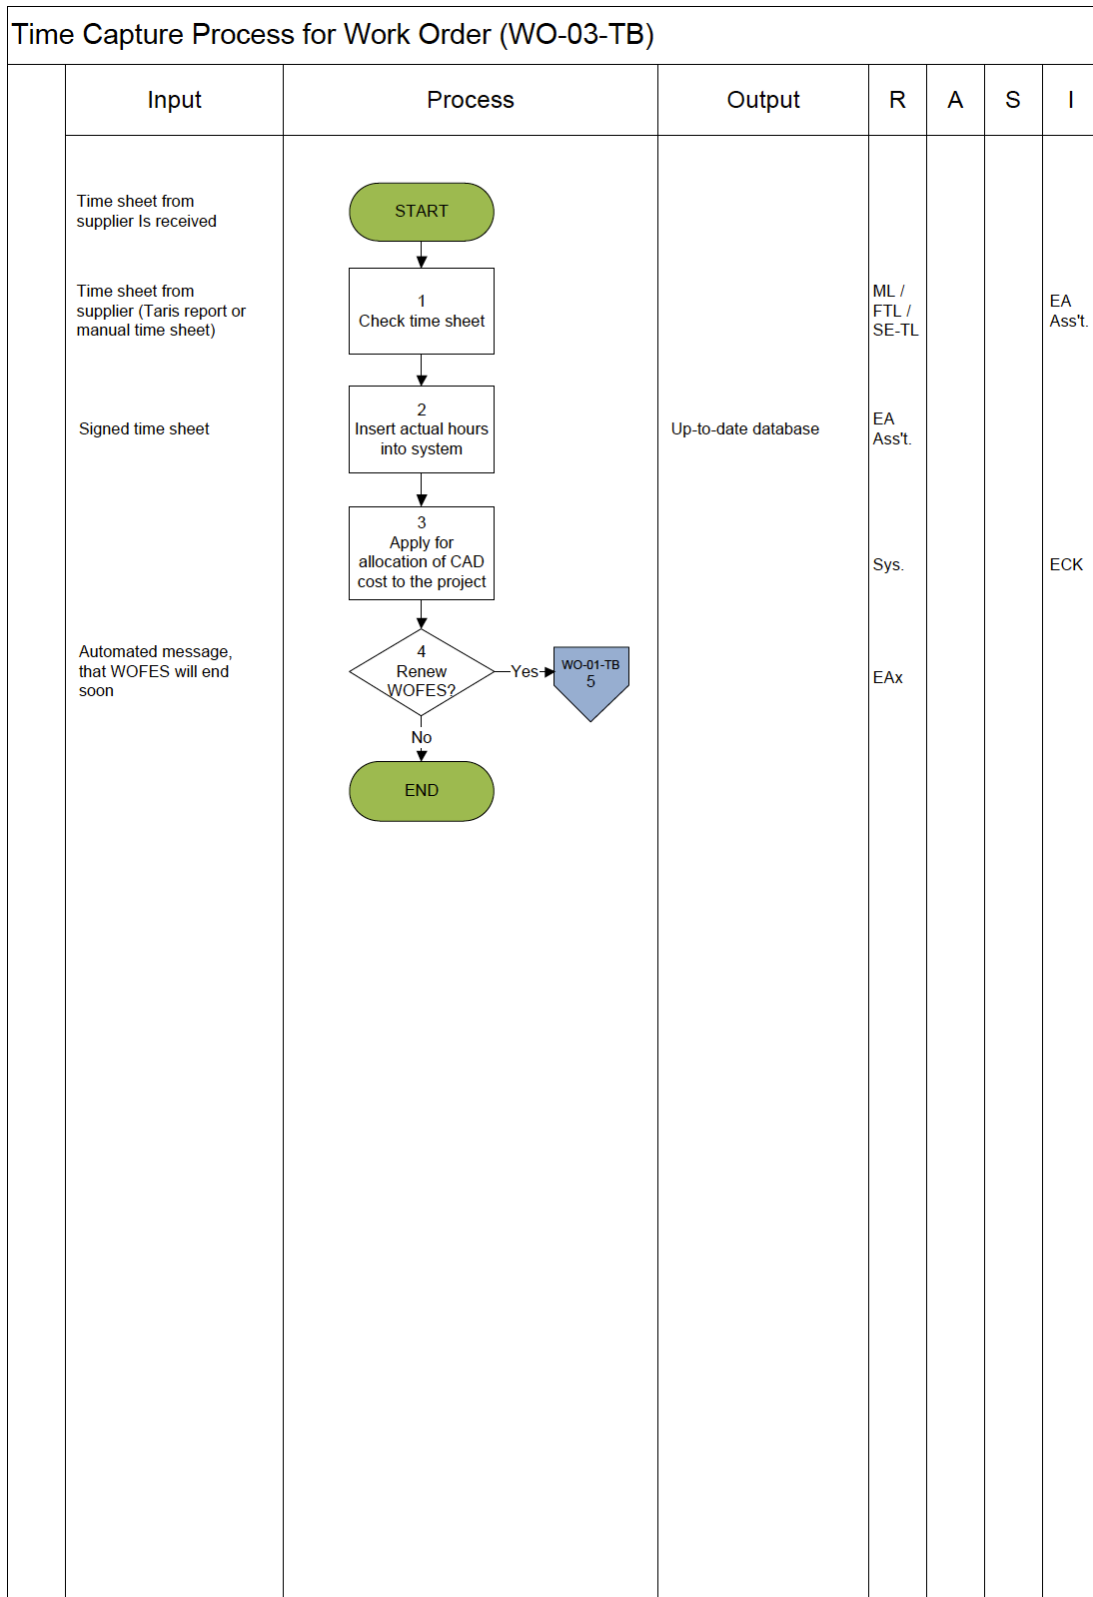 Time Capture Process for Work Order (WO-03-TB)
Input
Process
Output
R
A
S
I
Time sheet from
supplier Is received
START
Time sheet from
supplier (Taris report or
manual time sheet)
1
Check time sheet
ML /
FTL /
SE-TL
EA
Ass't.
Signed time sheet
2
Insert actual hours
into system
Up-to-date database
EA
Ass't.
3
Apply for
allocation of CAD
cost to the project
Sys.
ECK
Automated message,
that WOFES will end
soon
4
Renew
WOFES?
Yes
WO-01-TB
5
EAx
No
END